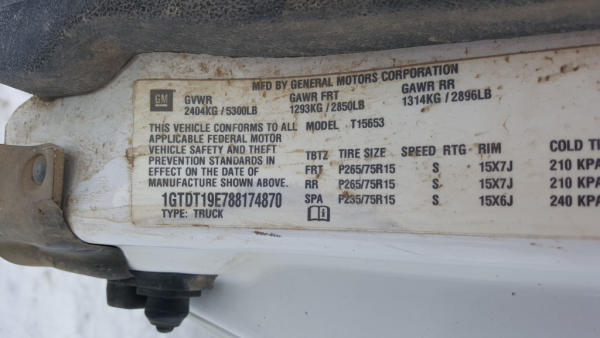 MFD BY GENERAL MOTORS CORPORATION
GM GVWR GAWR FRT GAWR RR
2404KG / 5300LB 1293KG / 2850LB 1314KG / 2896LB
THIS VEHICLE CONFORMS TO ALL MODEL T15653
APPLICABLE FEDERAL MOTOR
VEHICLE SAFETY AND THEFT
PREVENTION STANDARDS IN
EFFECT ON THE DATE OF
MANUFACTURE SHOWN ABOVE.
1GTDT19E788174870
TYPE: TRUCK
TBTZ TIRE SIZE SPEED RTG RIM COLD TI
FRT P265/75R15 S 15X7J 210 KPA
RR P265/75R15 S 15X7J 210 KPA
SPA P235/75R15 S 15X6J 240 KPA